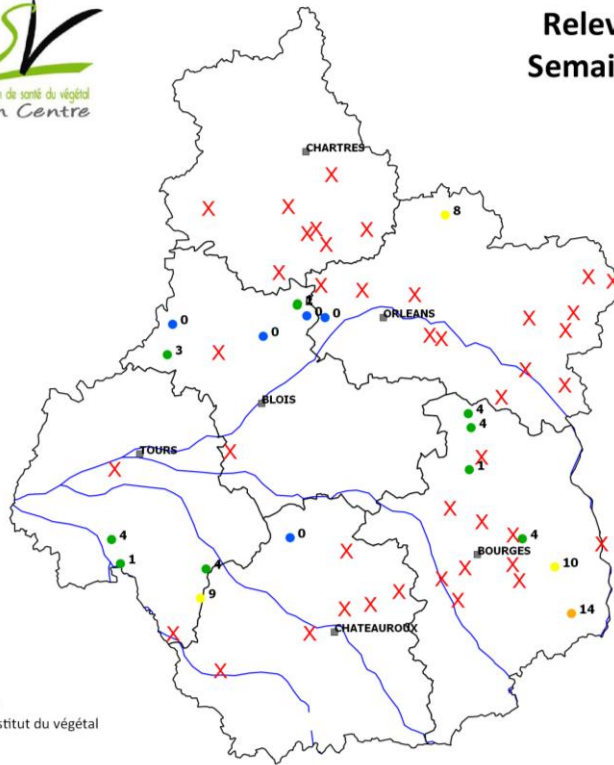 SV
n de santé du végétal
n Centre
Relev
Semai
CHARTRES
8
0
0
0
0
3
ORLEANS
BLOIS
4
4
TOURS
1
4
4
0
BOURGES
1
4
10
9
14
CHATEAUROUX
stitut du végétal